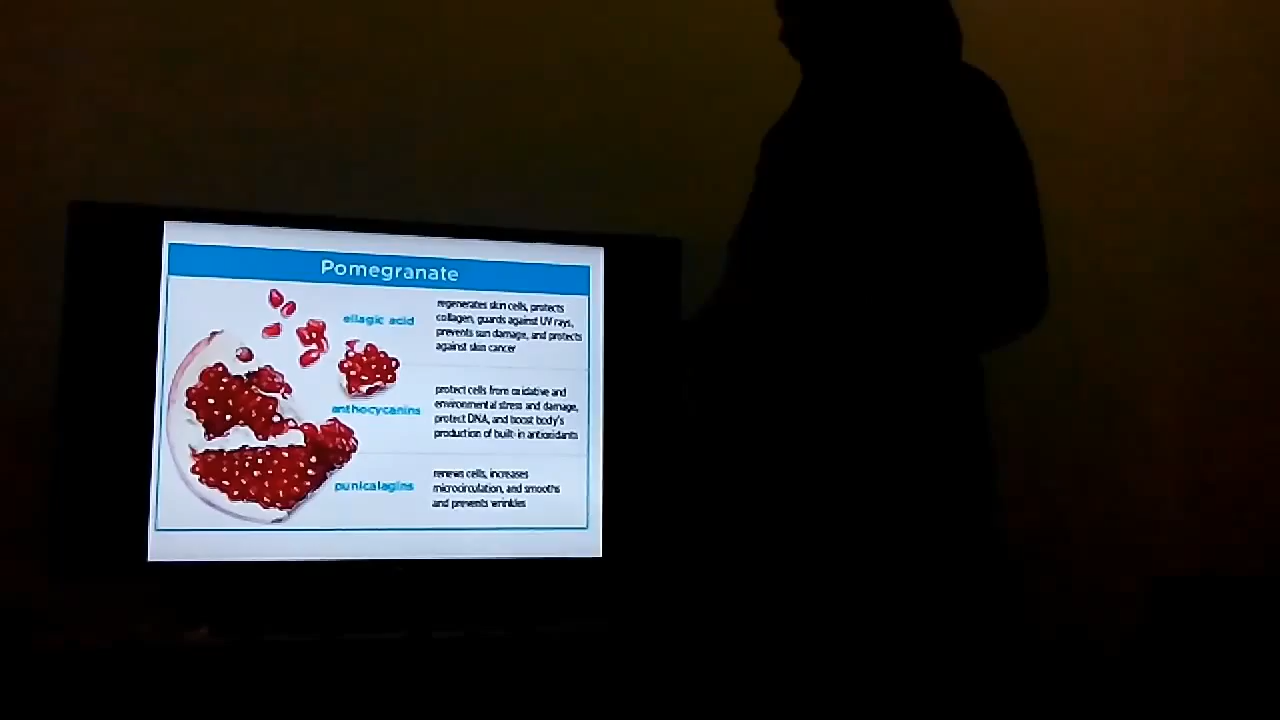 Pomegranate
ellagic acid
regenerates skin cells, protects
collagen, guards against UV rays,
prevents sun damage, and protects
against skin cancer
anthocyanins
protect cells from oxidative and
environmental stress and damage,
protect DNA, and boost body's
production of built-in antioxidants
punicalagins
renews cells, increases
microcirculation, and smooths
and prevents wrinkles